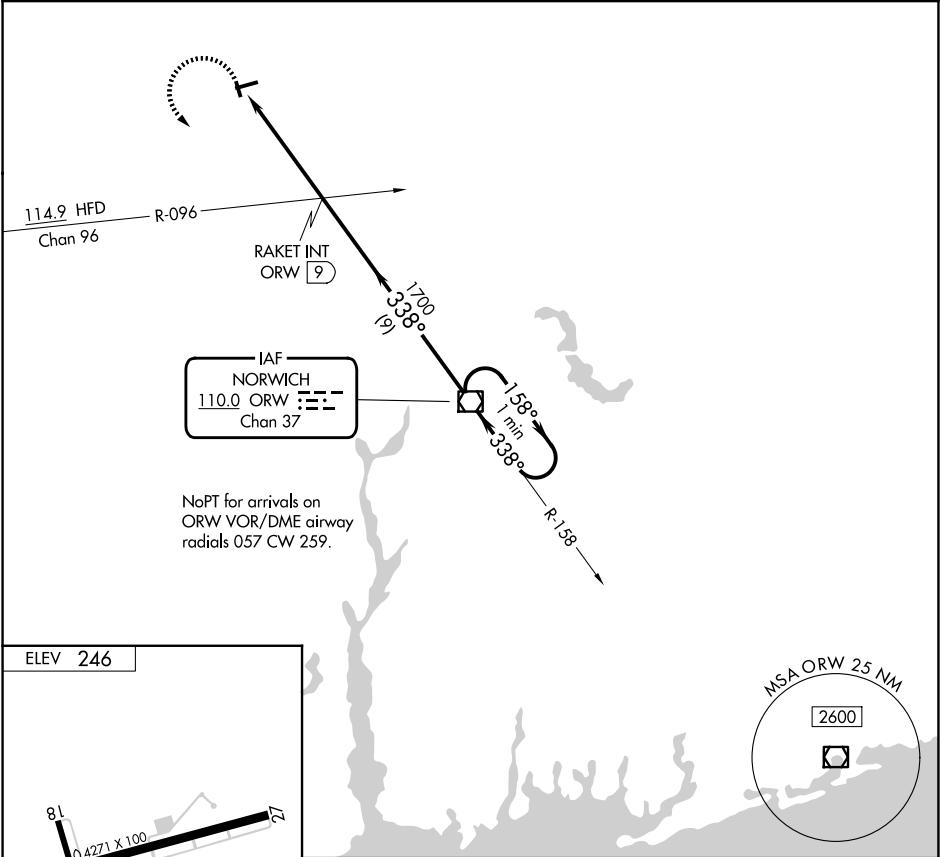 114.9 HFD
Chan 96
R-096
RAKET INT
ORW 9
1700
338°
(9)
IAF
NORWICH
110.0 ORW
Chan 37
158°
1 min
338°
R-158
NoPT for arrivals on
ORW VOR/DME airway
radials 057 CW 259.
ELEV 246
MSA ORW 25 NM
2600
18
27
4271 X 100